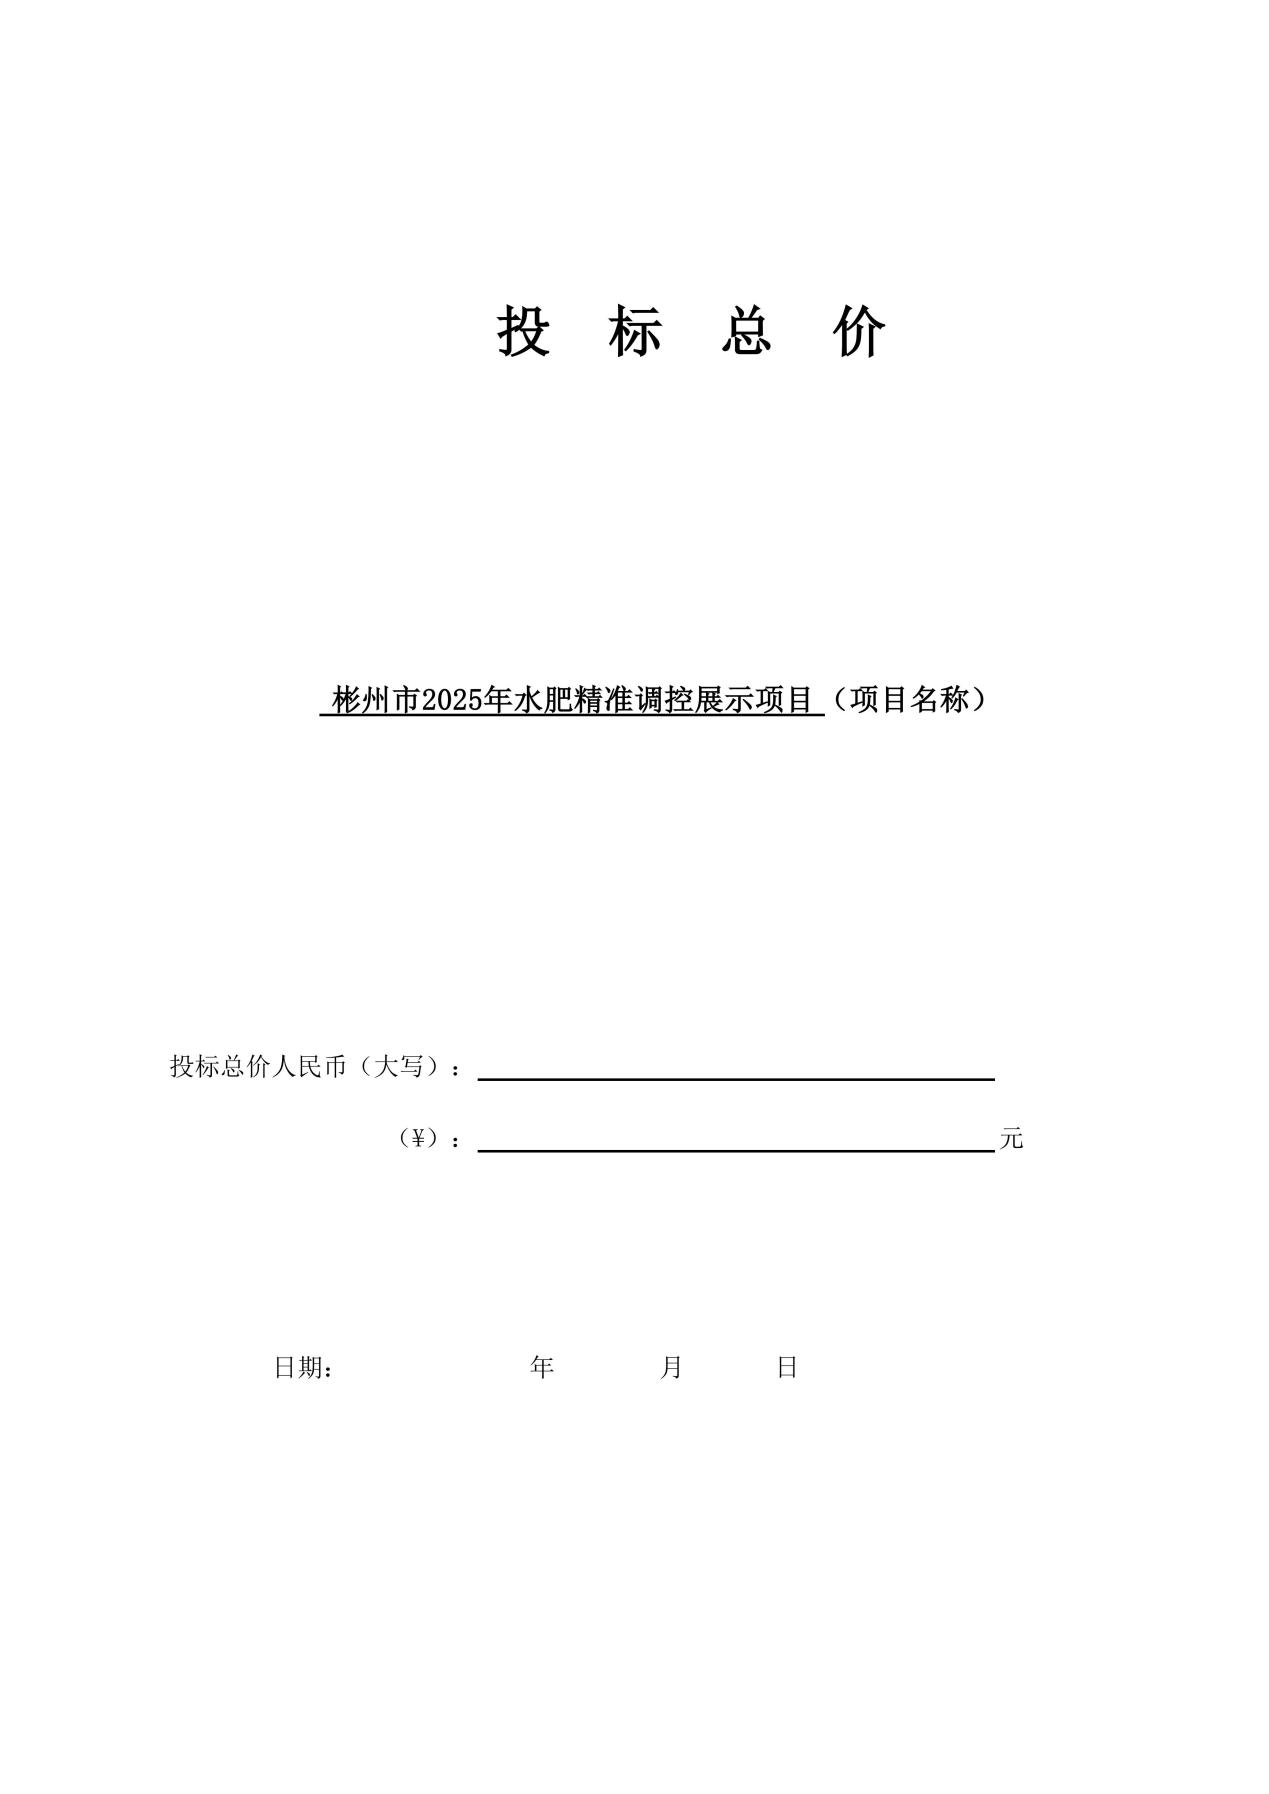 投 标 总 价
彬州市2025年水肥精准调控展示项目（项目名称）
投标总价人民币（大写）:
（¥）:元
日期: 年 月 日